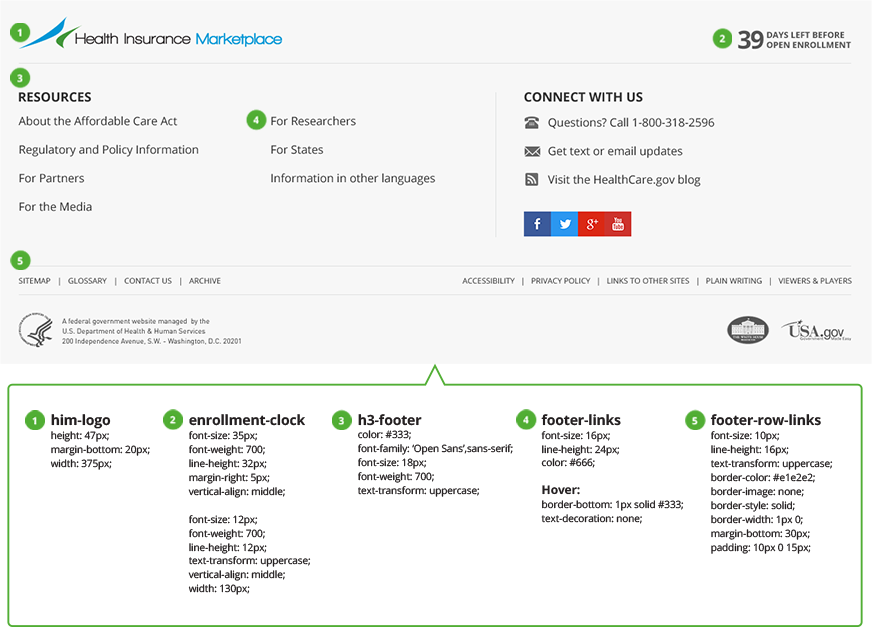 1 Health Insurance Marketplace
2 39 DAYS LEFT BEFORE
OPEN ENROLLMENT
3
RESOURCES
About the Affordable Care Act
Regulatory and Policy Information
For Partners
For the Media
4 For Researchers
For States
Information in other languages
CONNECT WITH US
Questions? Call 1-800-318-2596
Get text or email updates
Visit the HealthCare.gov blog
f g+ You Tube
5
SITEMAP | GLOSSARY | CONTACT US | ARCHIVE
ACCESSIBILITY | PRIVACY POLICY | LINKS TO OTHER SITES | PLAIN WRITING | VIEWERS & PLAYERS
A federal government website managed by the
U.S. Department of Health & Human Services
200 Independence Avenue, S.W. - Washington, D.C. 20201
THE WHITE HOUSE
USA.gov
Government Made Easy
1 him-logo
height: 47px;
margin-bottom: 20px;
width: 375px;
2 enrollment-clock
font-size: 35px;
font-weight: 700;
line-height: 32px;
margin-right: 5px;
vertical-align: middle;
font-size: 12px;
font-weight: 700;
line-height: 12px;
text-transform: uppercase;
vertical-align: middle;
width: 130px;
3 h3-footer
color: #333;
font-family: ‘Open Sans’,sans-serif;
font-size: 18px;
font-weight: 700;
text-transform: uppercase;
4 footer-links
font-size: 16px;
line-height: 24px;
color: #666;
Hover:
border-bottom: 1px solid #333;
text-decoration: none;
5 footer-row-links
font-size: 10px;
line-height: 16px;
text-transform: uppercase;
border-color: #e1e2e2;
border-image: none;
border-style: solid;
border-width: 1px 0;
margin-bottom: 30px;
padding: 10px 0 15px;